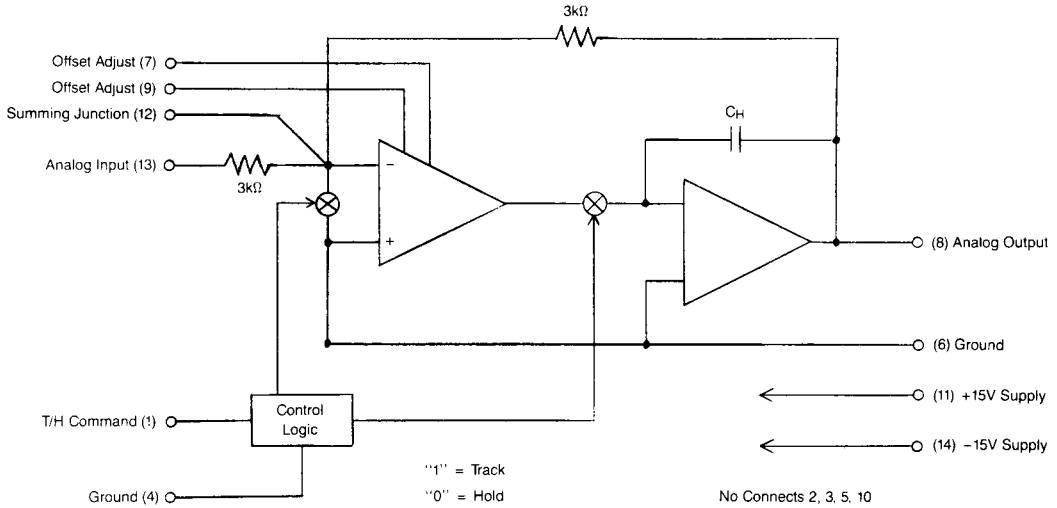 3kΩ
Offset Adjust (7)
Offset Adjust (9)
Summing Junction (12)
CH
Analog Input (13)
3kΩ
−
+
(8) Analog Output
(6) Ground
(11) +15V Supply
T/H Command (1)
Control
Logic
(14) −15V Supply
"1" = Track
Ground (4)
"0" = Hold
No Connects 2, 3, 5, 10